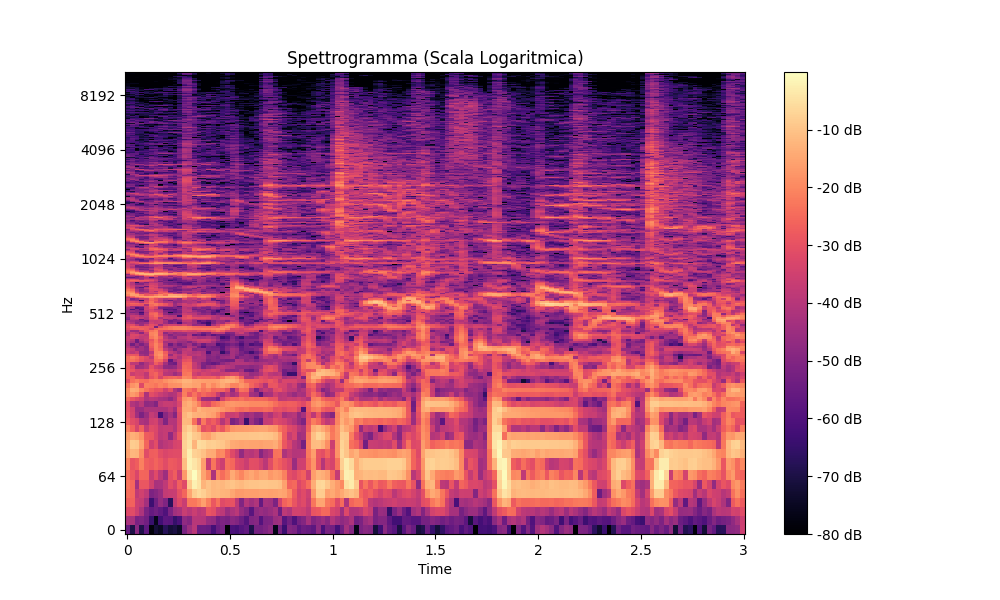 Spettrogramma (Scala Logaritmica)
Hz
8192
4096
2048
1024
512
256
128
64
0
0
0.5
1
1.5
2
2.5
3
Time
-10 dB
-20 dB
-30 dB
-40 dB
-50 dB
-60 dB
-70 dB
-80 dB